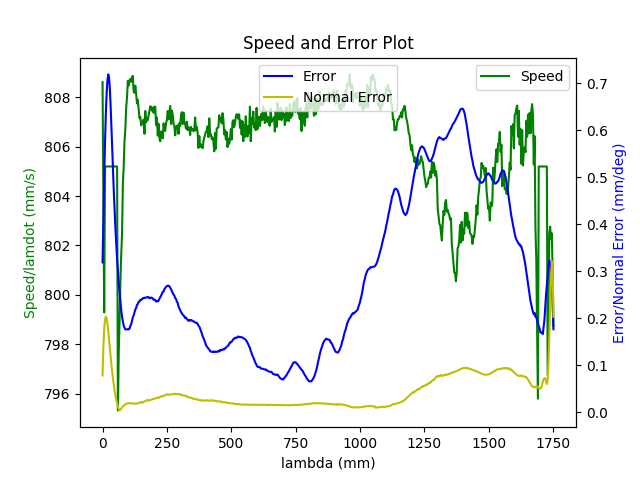 Speed and Error Plot
Error
Normal Error
Speed
808
806
804
802
800
798
796
Speed/lamdot (mm/s)
0.7
0.6
0.5
0.4
0.3
0.2
0.1
0.0
Error/Normal Error (mm/deg)
0 250 500 750 1000 1250 1500 1750
lambda (mm)